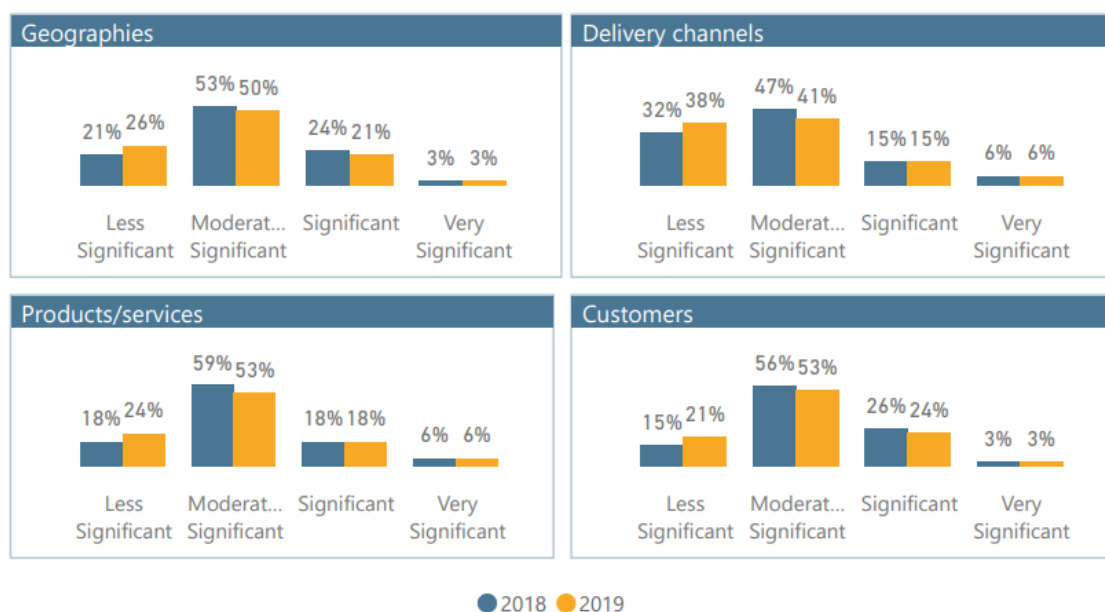 Geographies
53% 50%
21% 26%
24% 21%
3% 3%
Less Significant
Moderat... Significant
Significant
Very Significant
Delivery channels
47% 41%
32% 38%
15% 15%
6% 6%
Less Significant
Moderat... Significant
Significant
Very Significant
Products/services
59% 53%
18% 24%
18% 18%
6% 6%
Less Significant
Moderat... Significant
Significant
Very Significant
Customers
56% 53%
15% 21%
26% 24%
3% 3%
Less Significant
Moderat... Significant
Significant
Very Significant
2018 2019